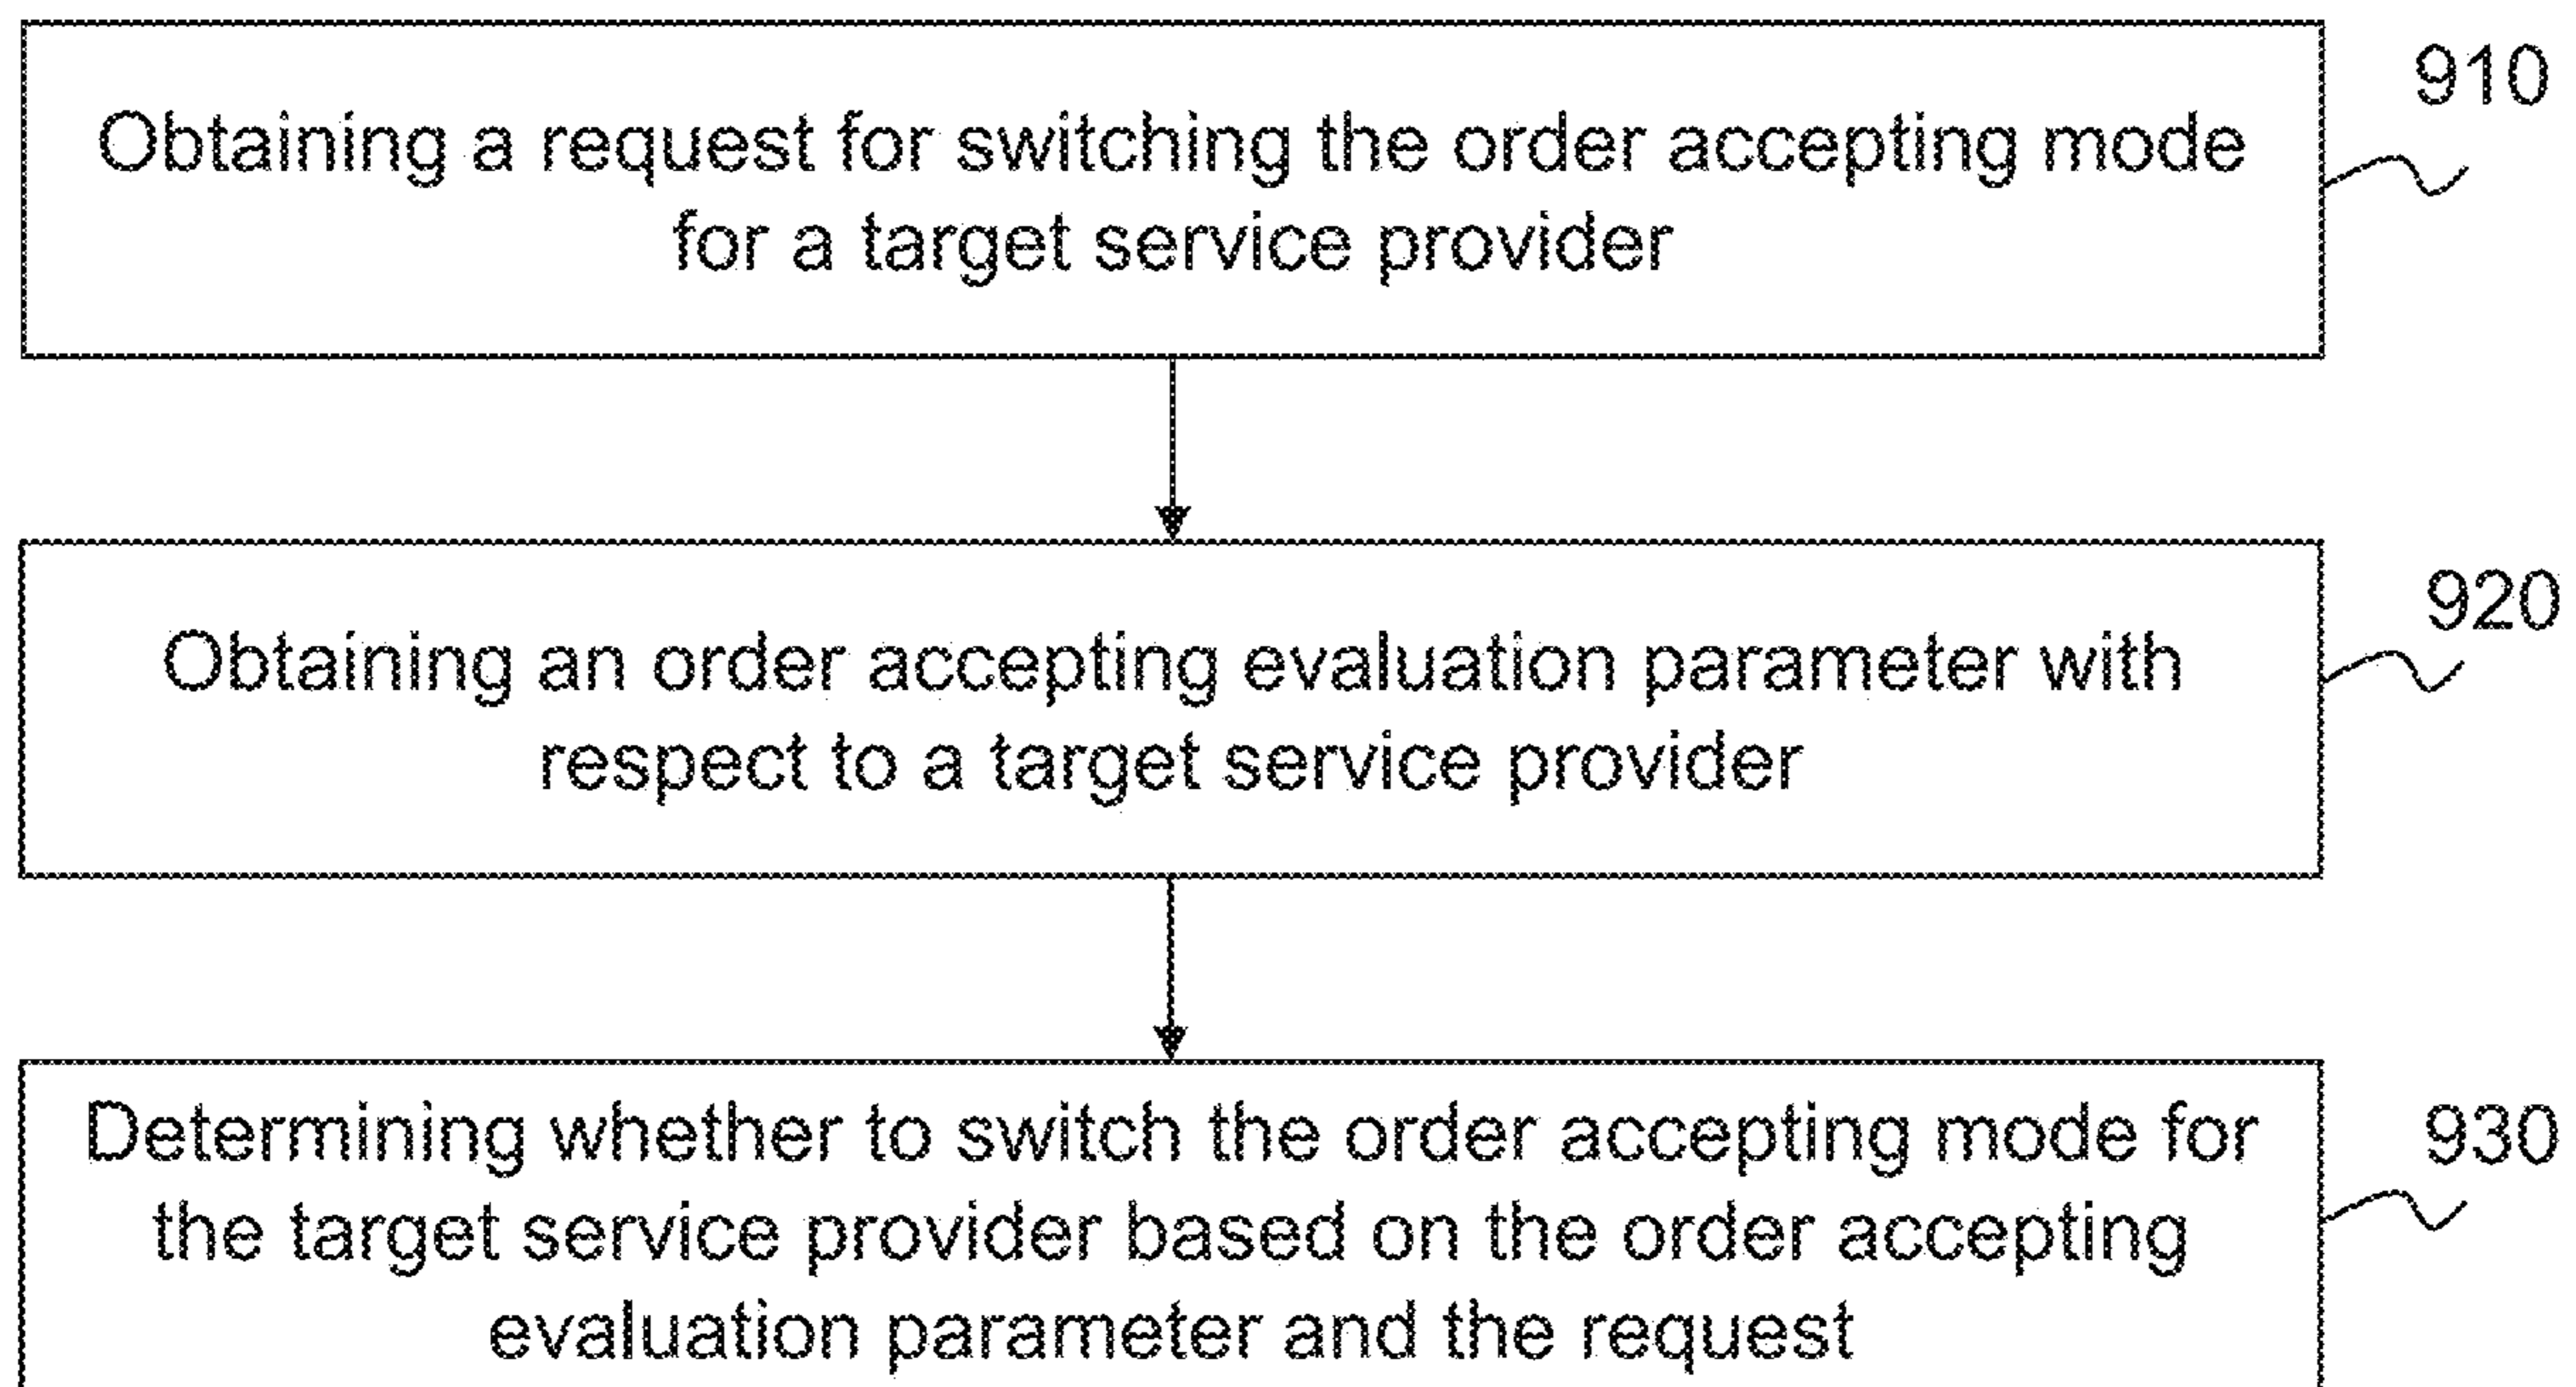 910
Obtaining a request for switching the order accepting mode
for a target service provider
920
Obtaining an order accepting evaluation parameter with
respect to a target service provider
930
Determining whether to switch the order accepting mode for
the target service provider based on the order accepting
evaluation parameter and the request